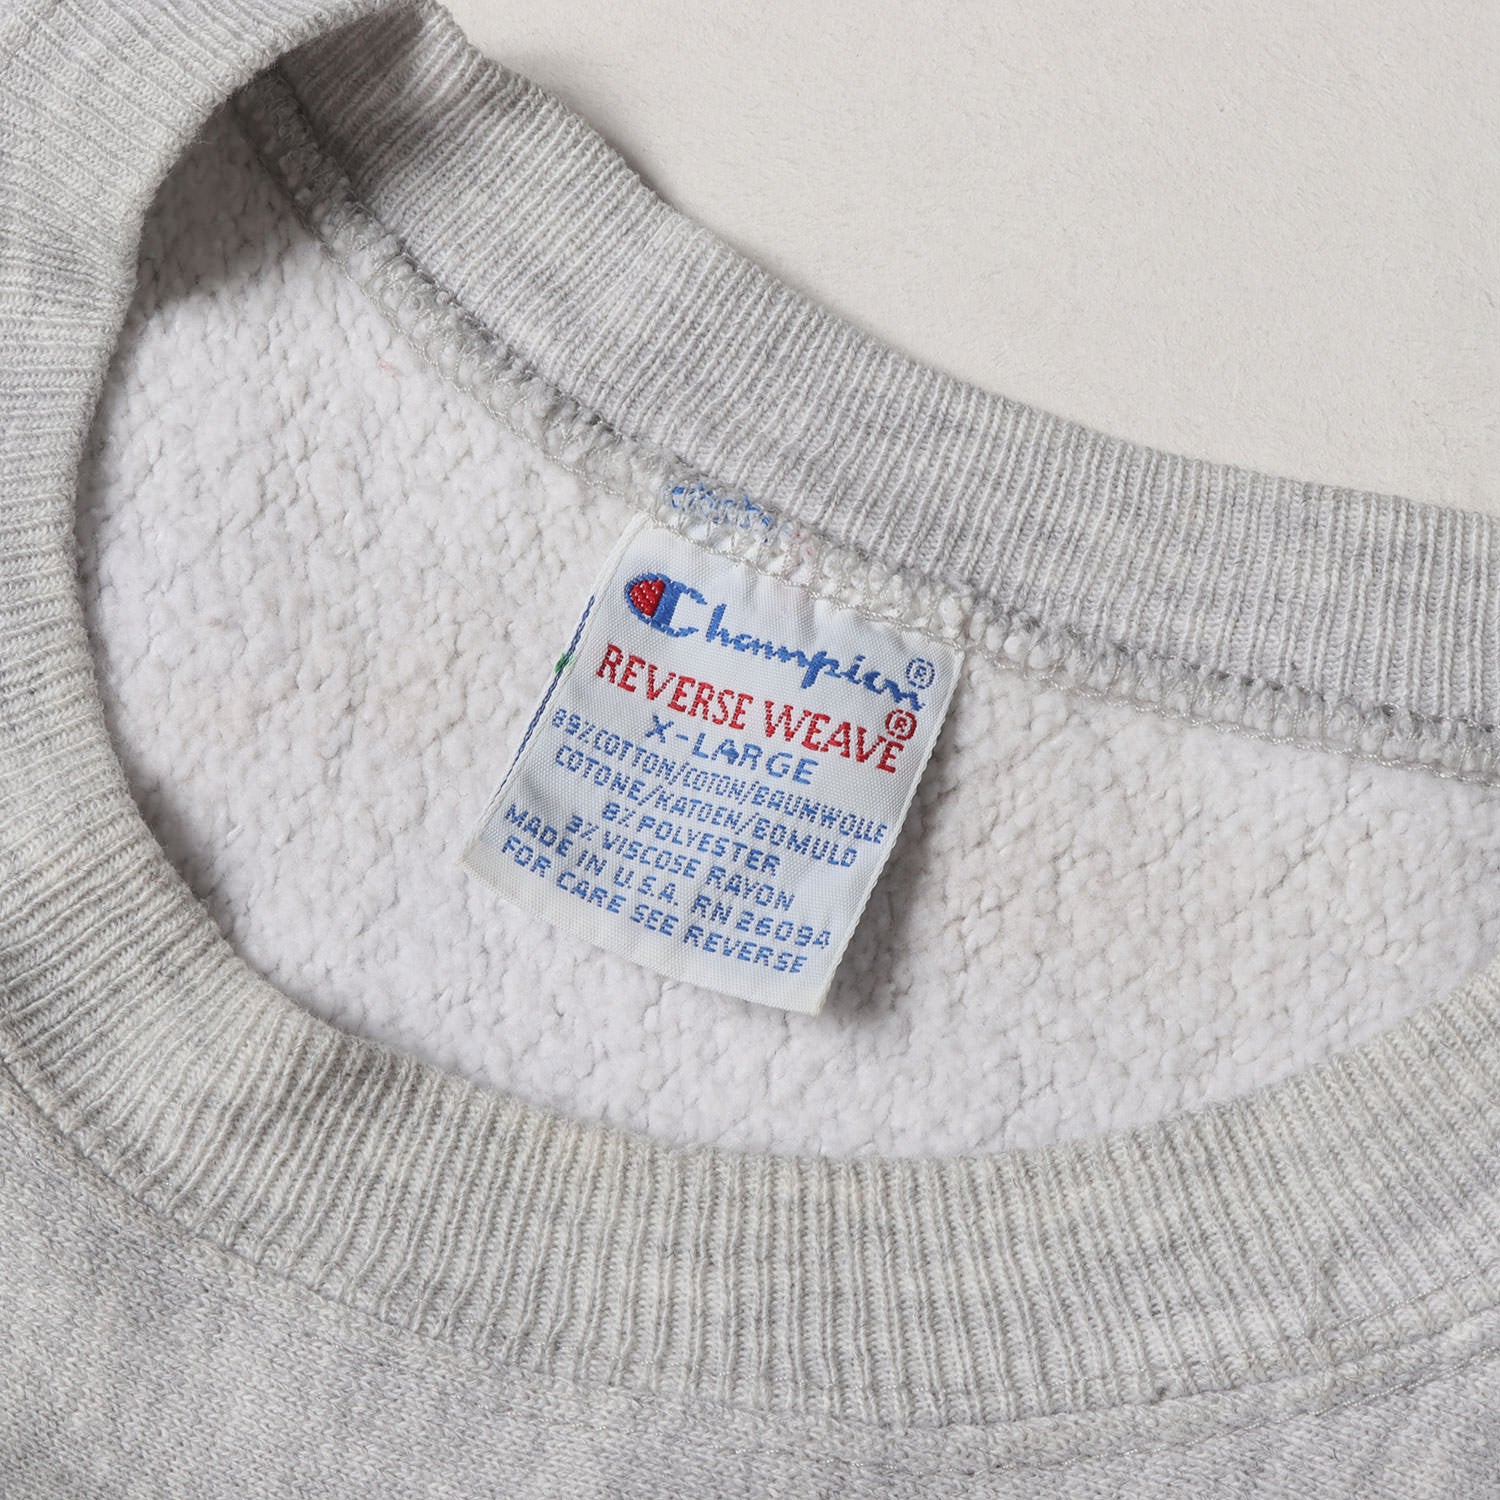 Champion®
REVERSE WEAVE®
X-LARGE
89% COTTON/COTON/BAUMWOLLE
COTONE/KATOEN/BOMULD
8% POLYESTER
3% VISCOSE RAYON
MADE IN U.S.A. RN 26094
FOR CARE SEE REVERSE